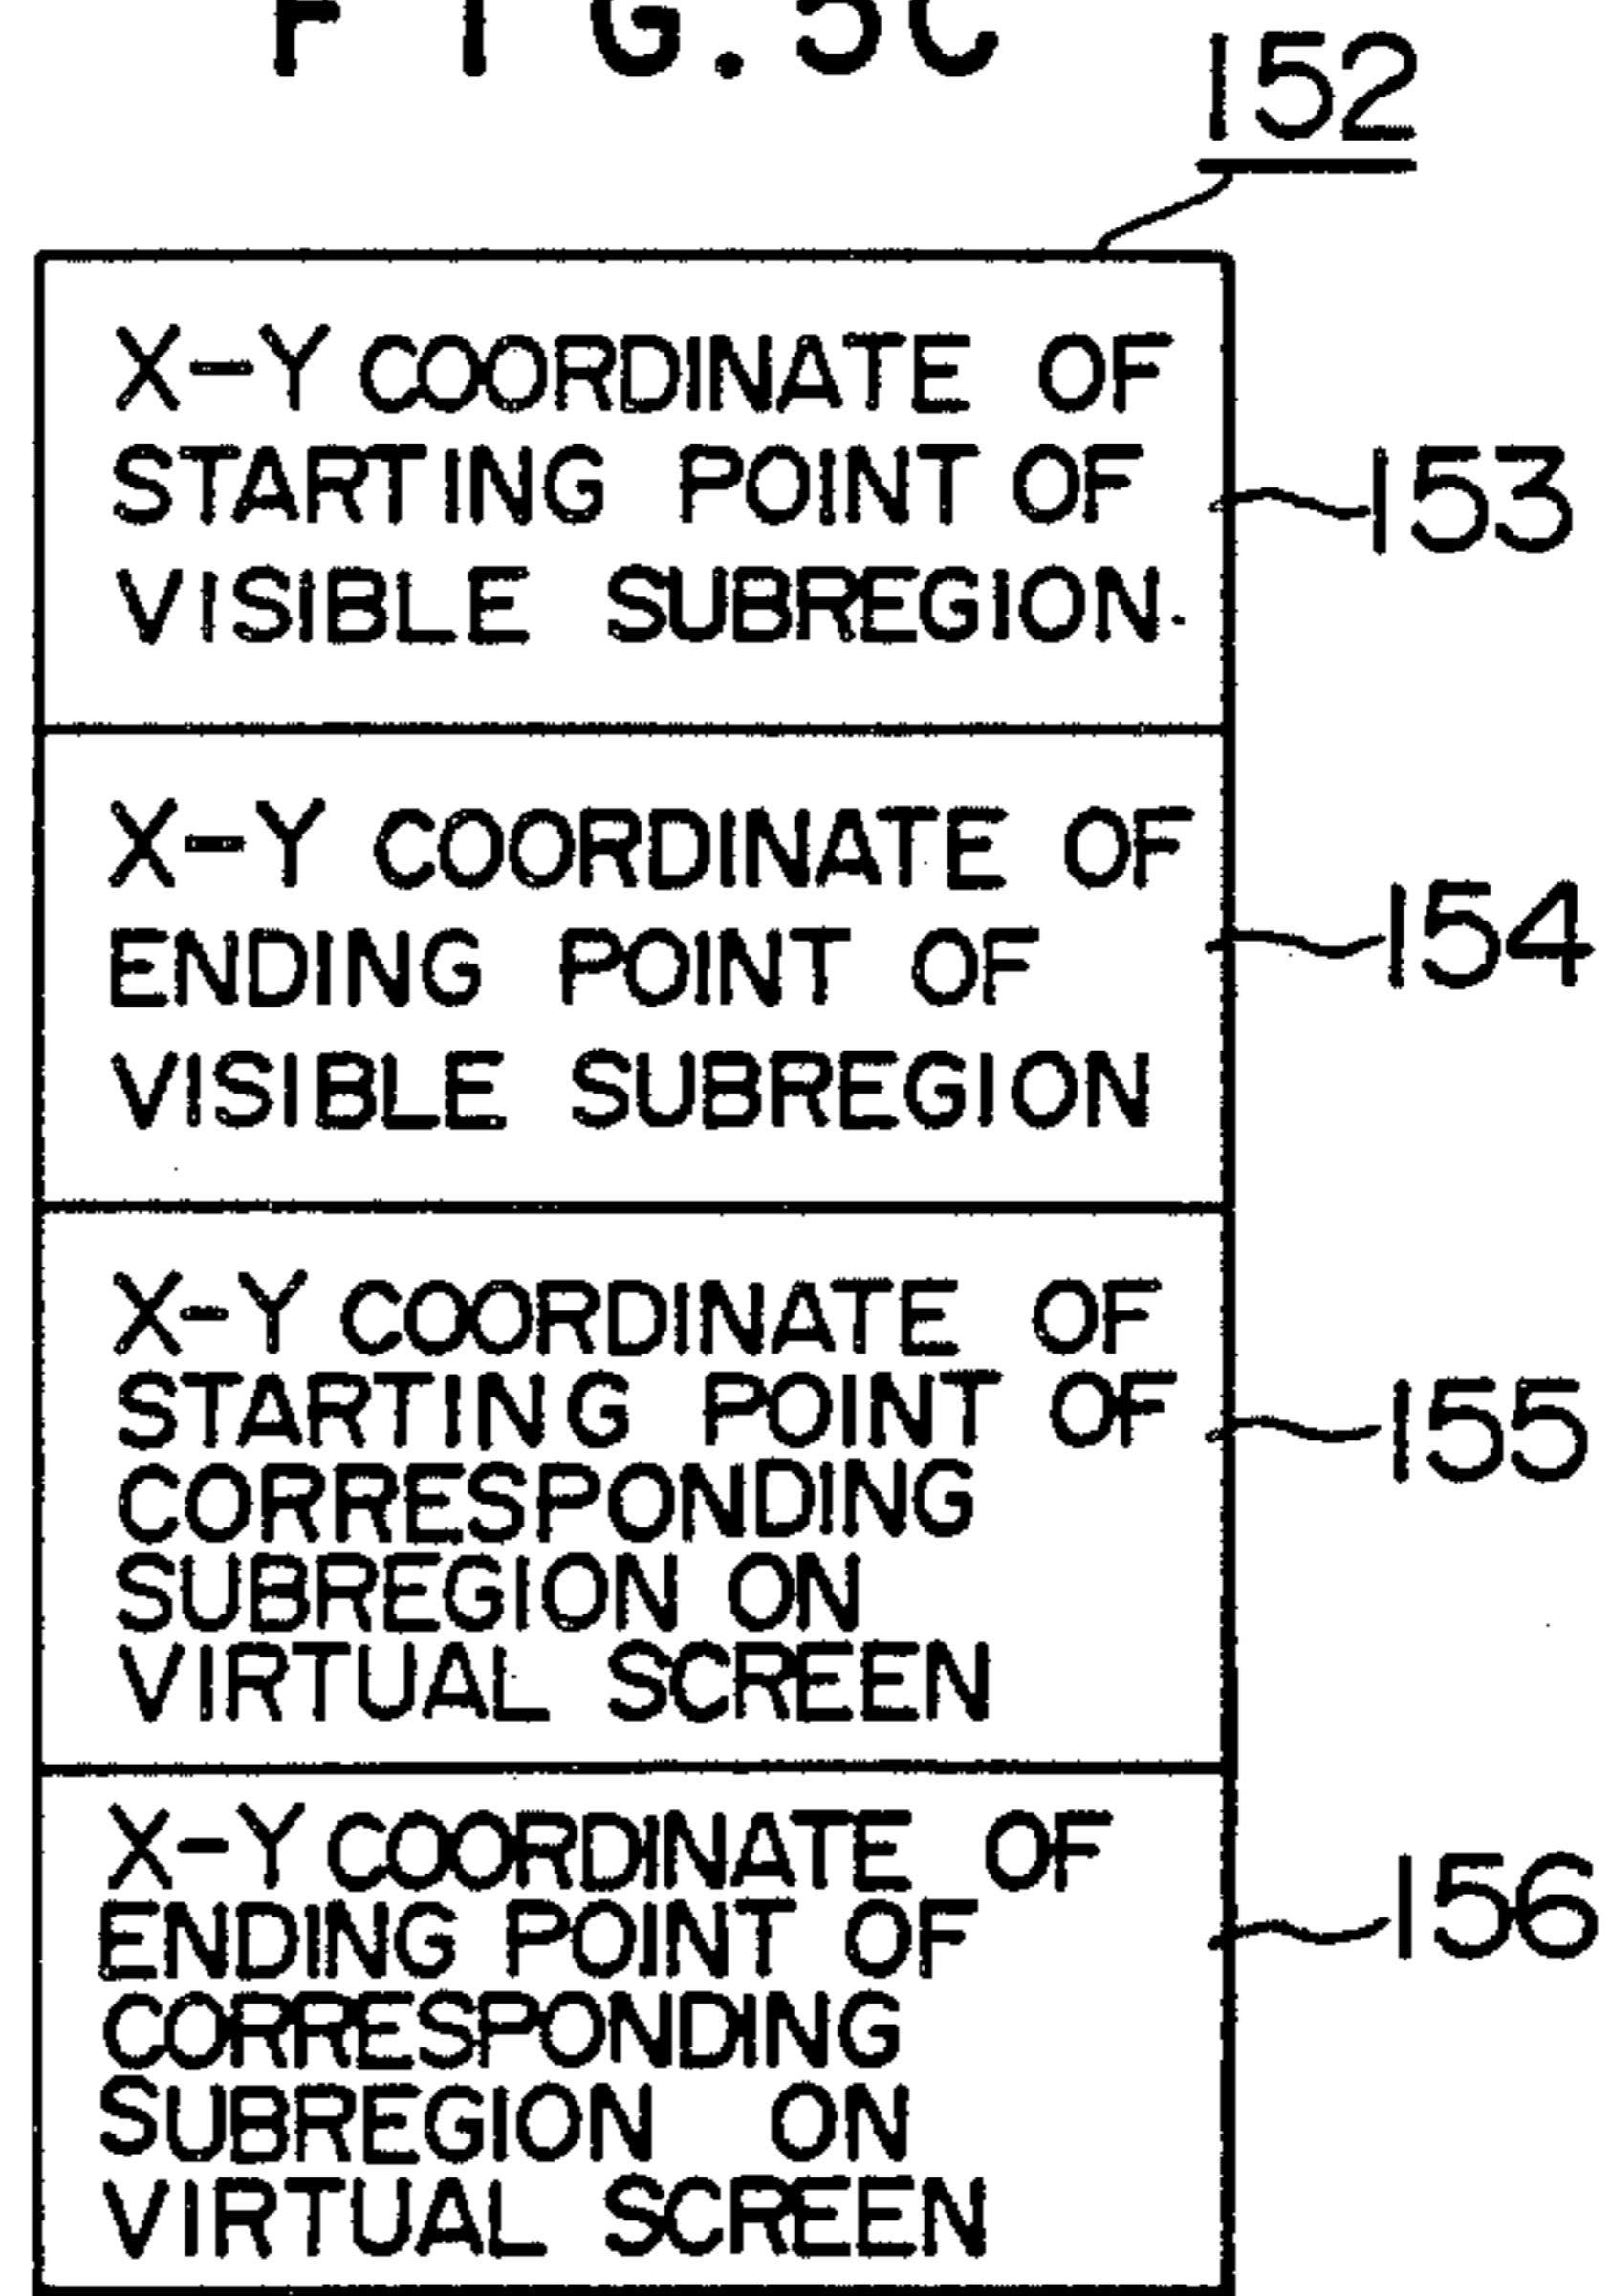 FIG.5C
152
X-Y COORDINATE OF
STARTING POINT OF
VISIBLE SUBREGION.
153
X-Y COORDINATE OF
ENDING POINT OF
VISIBLE SUBREGION
154
X-Y COORDINATE OF
STARTING POINT OF
CORRESPONDING
SUBREGION ON
VIRTUAL SCREEN
155
X-Y COORDINATE OF
ENDING POINT OF
CORRESPONDING
SUBREGION ON
VIRTUAL SCREEN
156